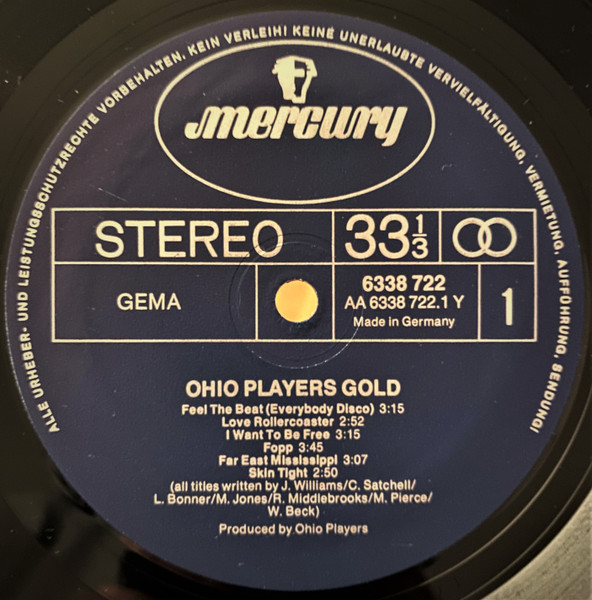 ALLE URHEBER- UND LEISTUNGSSCHUTZRECHTE VORBEHALTEN. KEIN VERLEIH! KEINE UNERLAUBTE VERVIELFÄLTIGUNG, VERMIETUNG, AUFFÜHRUNG, SENDUNG!
mercury
STEREO
33 1/3
GEMA
6338 722
AA 6338 722.1 Y
Made in Germany
1
OHIO PLAYERS GOLD
Feel The Beat (Everybody Disco) 3:15
Love Rollercoaster 2:52
I Want To Be Free 3:15
Fopp 3:45
Far East Mississippi 3:07
Skin Tight 2:50
(all titles written by J. Williams/C. Satchell/
L. Bonner/M. Jones/R. Middlebrooks/M. Pierce/
W. Beck)
Produced by Ohio Players